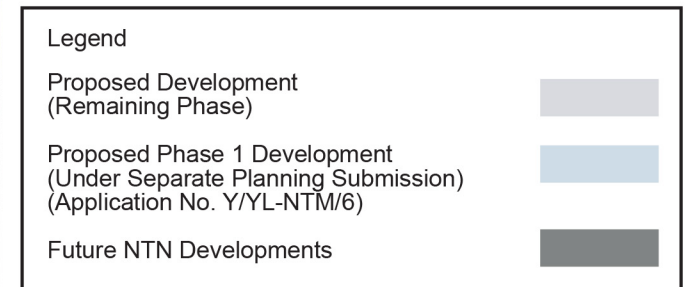 Legend
Proposed Development
(Remaining Phase)
Proposed Phase 1 Development
(Under Separate Planning Submission)
(Application No. Y/YL-NTM/6)
Future NTN Developments